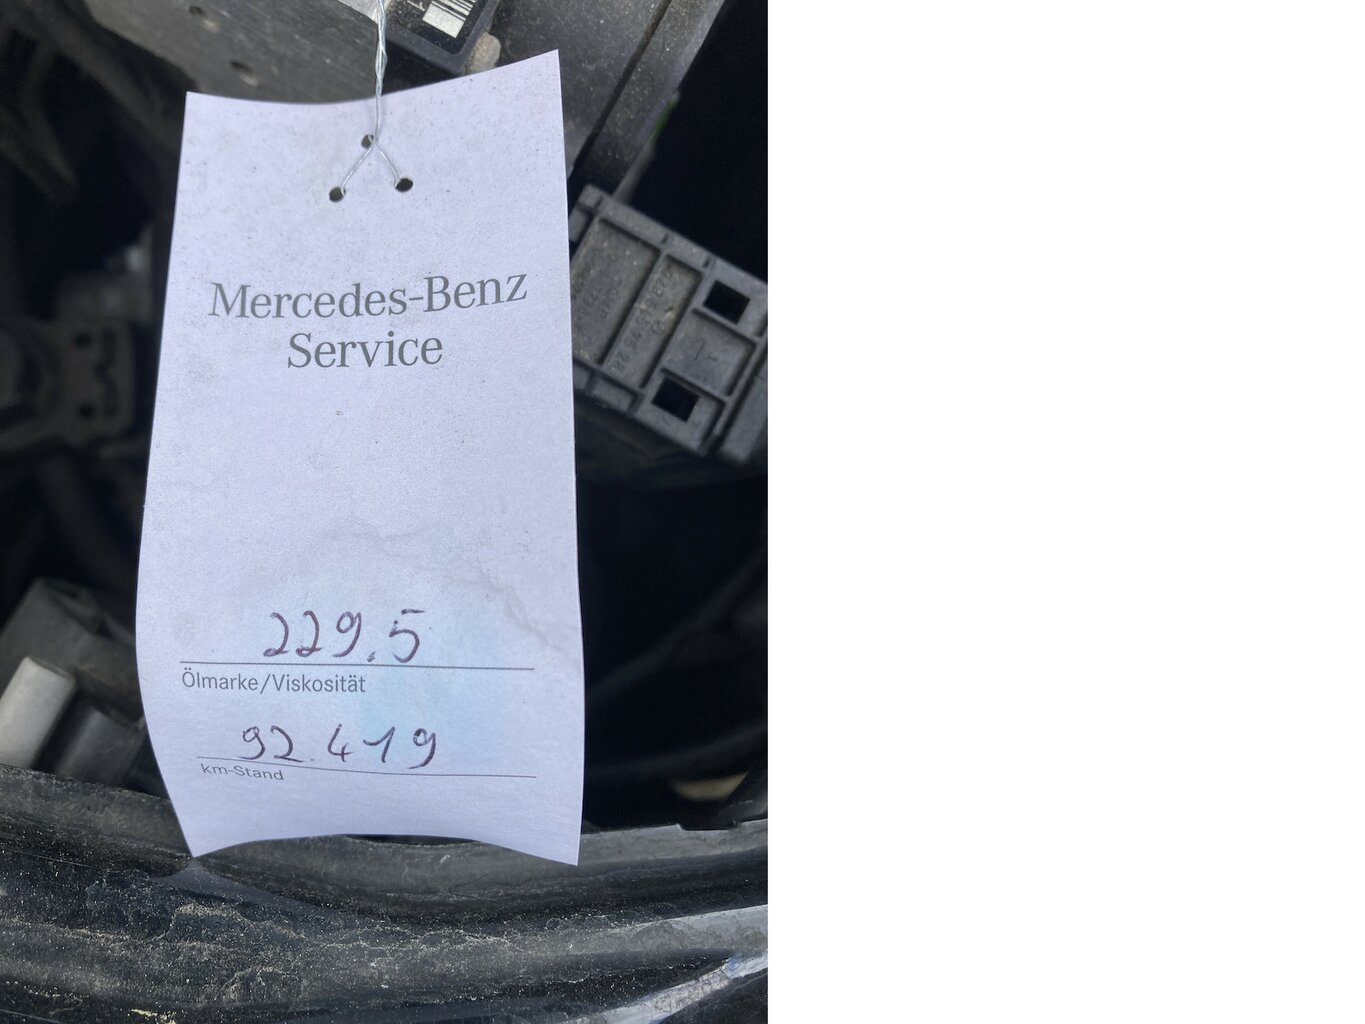 Mercedes-Benz
Service
229.5
Ölmarke/Viskosität
92.419
km-Stand